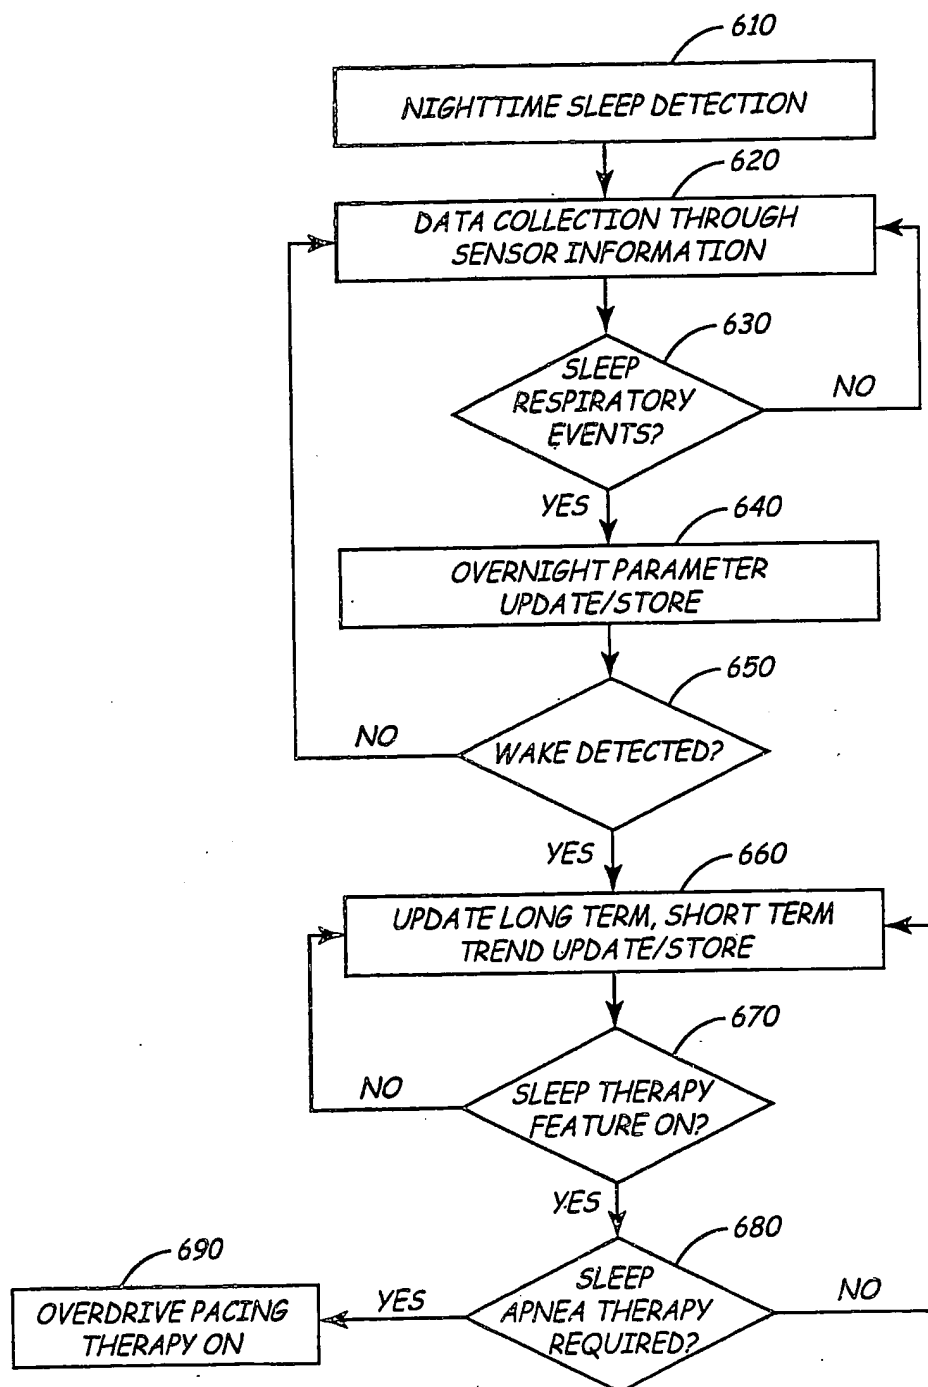 610
NIGHTTIME SLEEP DETECTION
620
DATA COLLECTION THROUGH
SENSOR INFORMATION
630
SLEEP
RESPIRATORY
EVENTS?
NO
YES
640
OVERNIGHT PARAMETER
UPDATE/STORE
650
WAKE DETECTED?
NO
YES
660
UPDATE LONG TERM, SHORT TERM
TREND UPDATE/STORE
670
SLEEP THERAPY
FEATURE ON?
NO
YES
680
SLEEP
APNEA THERAPY
REQUIRED?
NO
YES
690
OVERDRIVE PACING
THERAPY ON